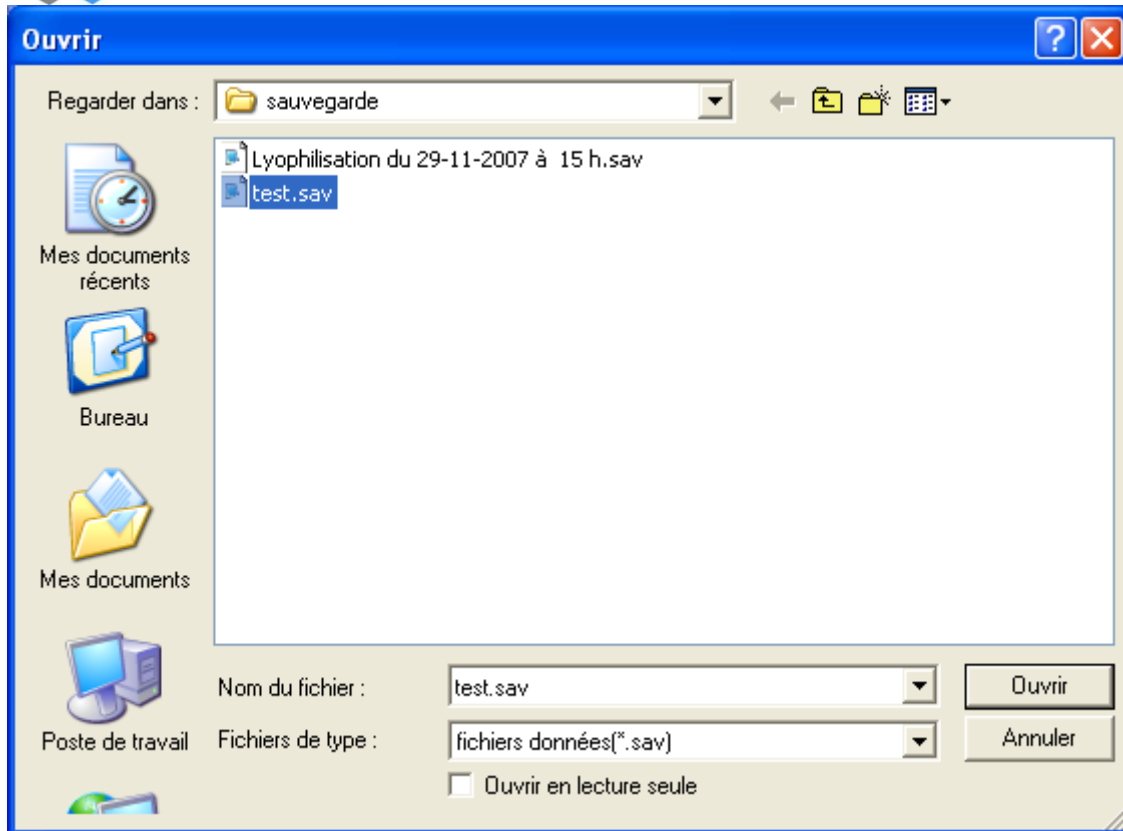 Ouvrir
Regarder dans : sauvegarde
Lyophilisation du 29-11-2007 à  15 h.sav
test.sav
Mes documents
récents
Bureau
Mes documents
Poste de travail
Nom du fichier : test.sav Ouvrir
Fichiers de type : fichiers données(*.sav) Annuler
Ouvrir en lecture seule